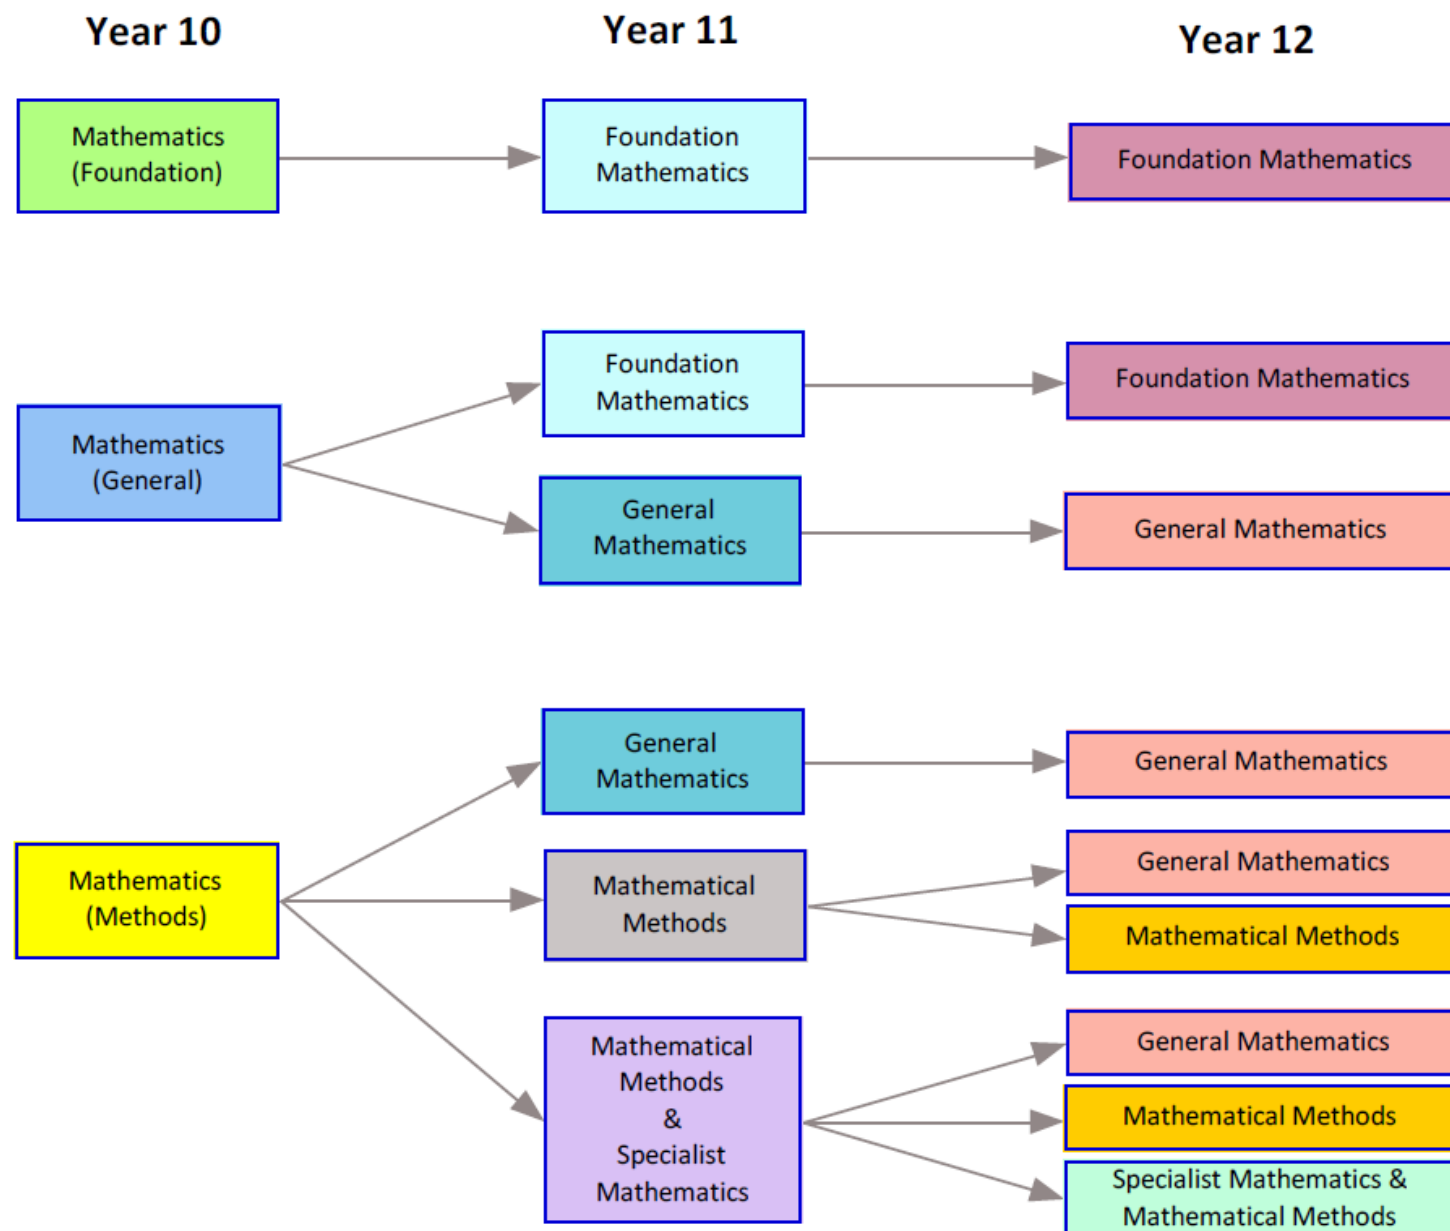 Year 10
Year 11
Year 12
Mathematics
(Foundation)
Foundation
Mathematics
Foundation Mathematics
Mathematics
(General)
Foundation
Mathematics
Foundation Mathematics
General
Mathematics
General Mathematics
Mathematics
(Methods)
General
Mathematics
General Mathematics
Mathematical
Methods
General Mathematics
Mathematical Methods
Mathematical
Methods
&
Specialist
Mathematics
General Mathematics
Mathematical Methods
Specialist Mathematics &
Mathematical Methods